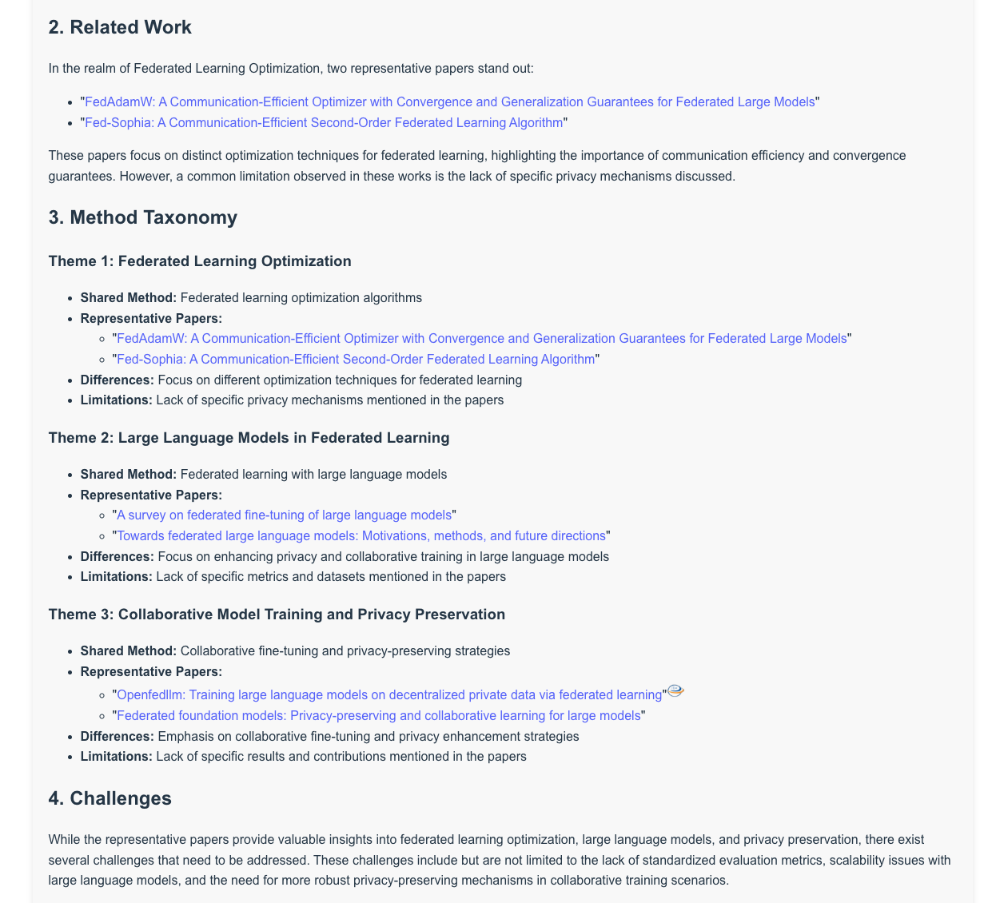 2. Related Work
In the realm of Federated Learning Optimization, two representative papers stand out:
• "FedAdamW: A Communication-Efficient Optimizer with Convergence and Generalization Guarantees for Federated Large Models"
• "Fed-Sophia: A Communication-Efficient Second-Order Federated Learning Algorithm"
These papers focus on distinct optimization techniques for federated learning, highlighting the importance of communication efficiency and convergence
guarantees. However, a common limitation observed in these works is the lack of specific privacy mechanisms discussed.
3. Method Taxonomy
Theme 1: Federated Learning Optimization
• Shared Method: Federated learning optimization algorithms
• Representative Papers:
◦ "FedAdamW: A Communication-Efficient Optimizer with Convergence and Generalization Guarantees for Federated Large Models"
◦ "Fed-Sophia: A Communication-Efficient Second-Order Federated Learning Algorithm"
• Differences: Focus on different optimization techniques for federated learning
• Limitations: Lack of specific privacy mechanisms mentioned in the papers
Theme 2: Large Language Models in Federated Learning
• Shared Method: Federated learning with large language models
• Representative Papers:
◦ "A survey on federated fine-tuning of large language models"
◦ "Towards federated large language models: Motivations, methods, and future directions"
• Differences: Focus on enhancing privacy and collaborative training in large language models
• Limitations: Lack of specific metrics and datasets mentioned in the papers
Theme 3: Collaborative Model Training and Privacy Preservation
• Shared Method: Collaborative fine-tuning and privacy-preserving strategies
• Representative Papers:
◦ "Openfedllm: Training large language models on decentralized private data via federated learning"
◦ "Federated foundation models: Privacy-preserving and collaborative learning for large models"
• Differences: Emphasis on collaborative fine-tuning and privacy enhancement strategies
• Limitations: Lack of specific results and contributions mentioned in the papers
4. Challenges
While the representative papers provide valuable insights into federated learning optimization, large language models, and privacy preservation, there exist
several challenges that need to be addressed. These challenges include but are not limited to the lack of standardized evaluation metrics, scalability issues with
large language models, and the need for more robust privacy-preserving mechanisms in collaborative training scenarios.